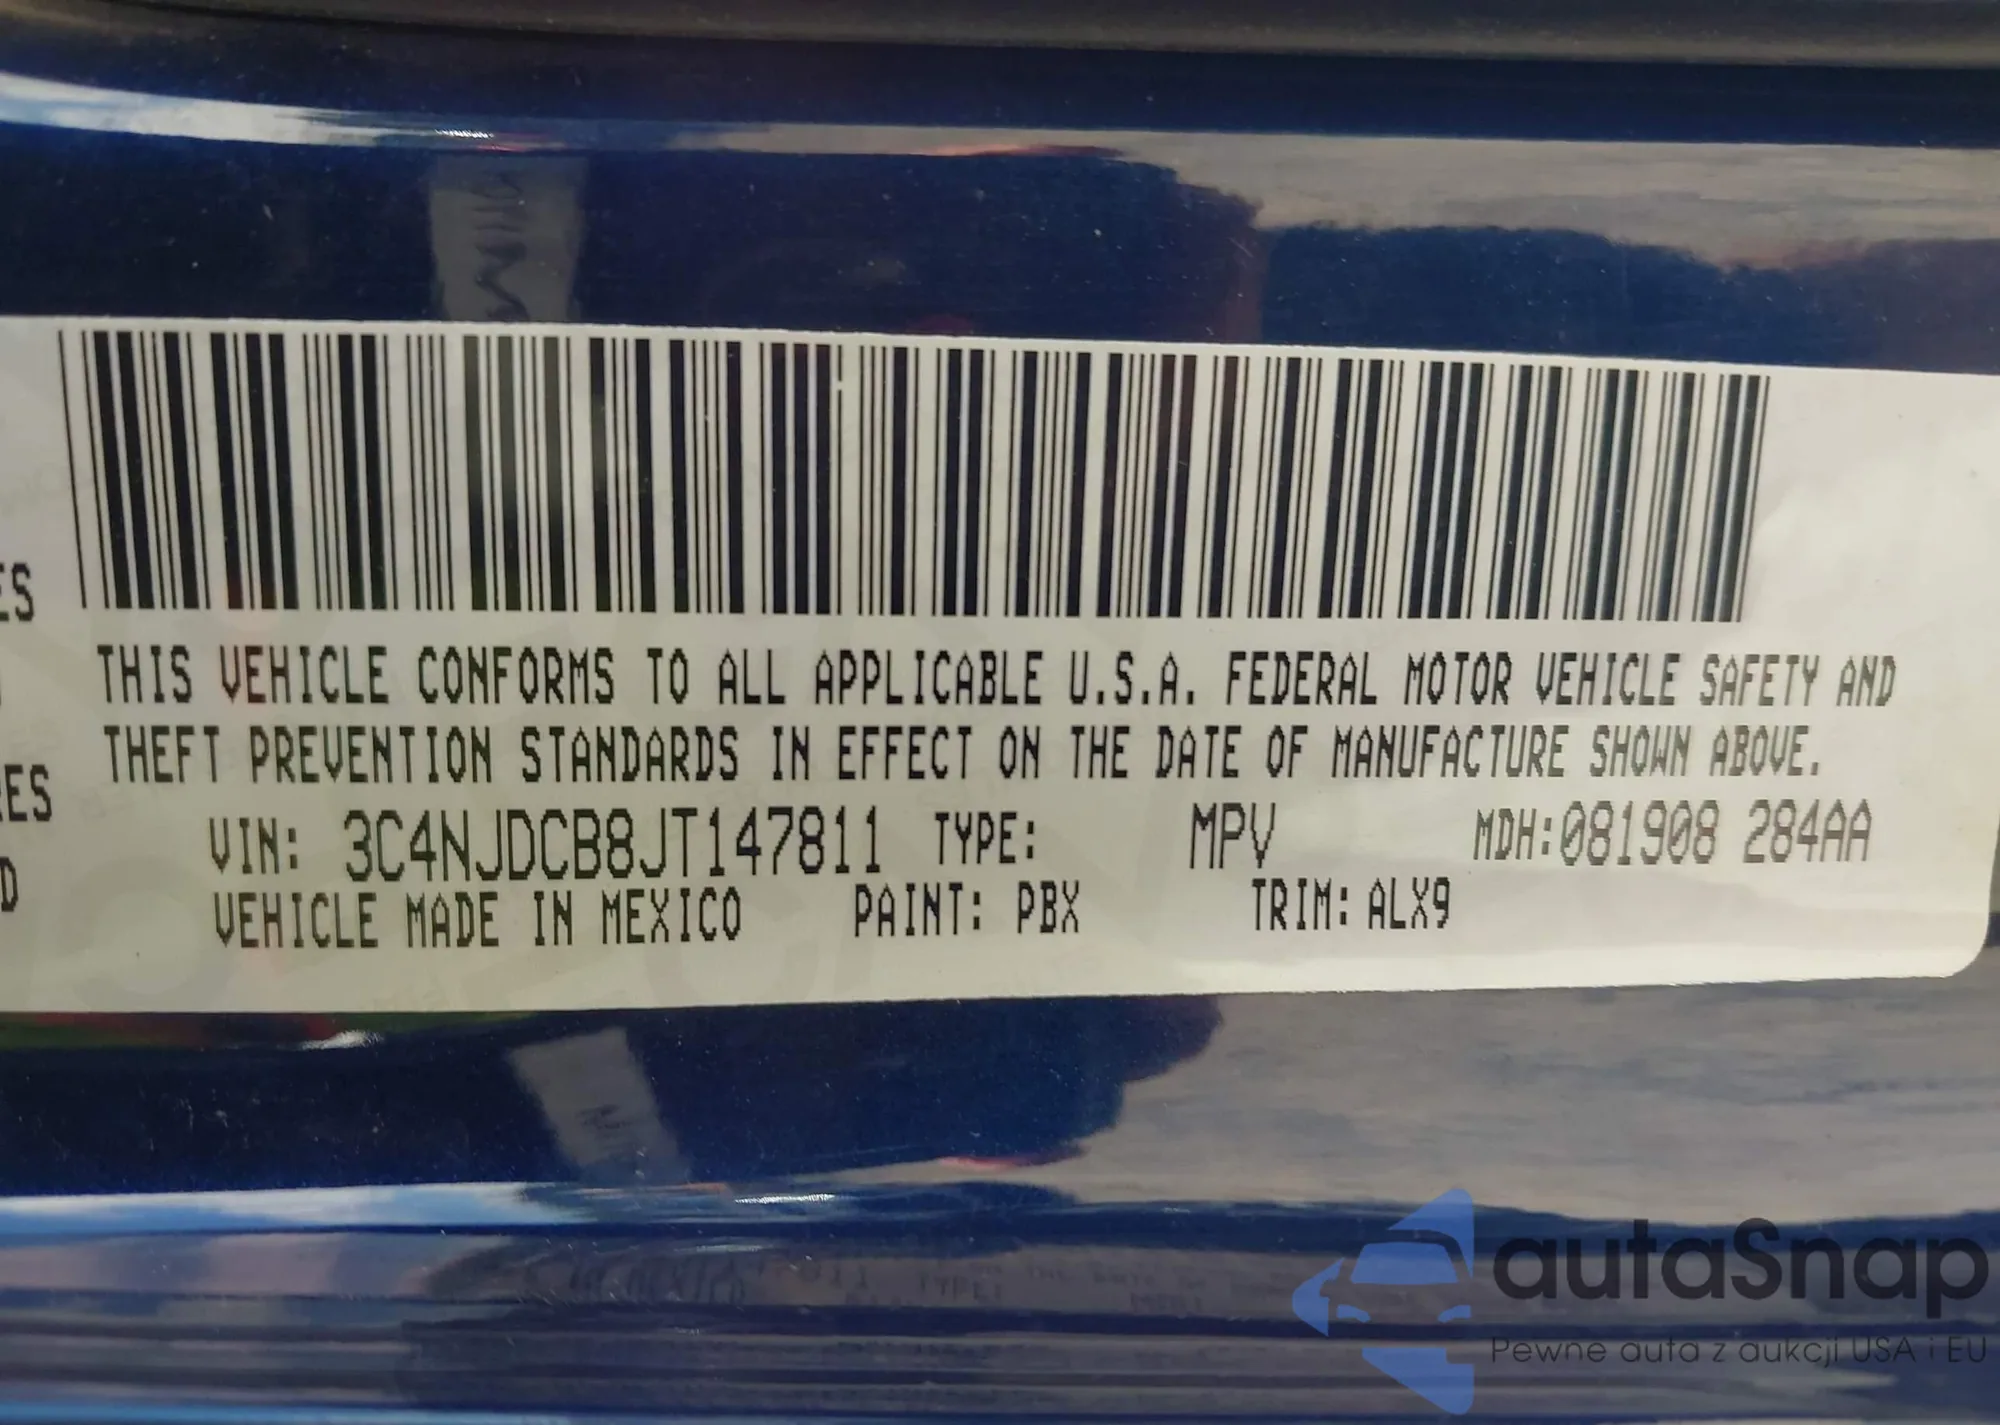 ES
THIS VEHICLE CONFORMS TO ALL APPLICABLE U.S.A. FEDERAL MOTOR VEHICLE SAFETY AND
THEFT PREVENTION STANDARDS IN EFFECT ON THE DATE OF MANUFACTURE SHOWN ABOVE.
RES
VIN: 3C4NJDCB8JT147811 TYPE: MPV MDH:081908 284AA
D
VEHICLE MADE IN MEXICO PAINT: PBX TRIM: ALX9
autaSnap
Pewne auta z aukcji USA i EU